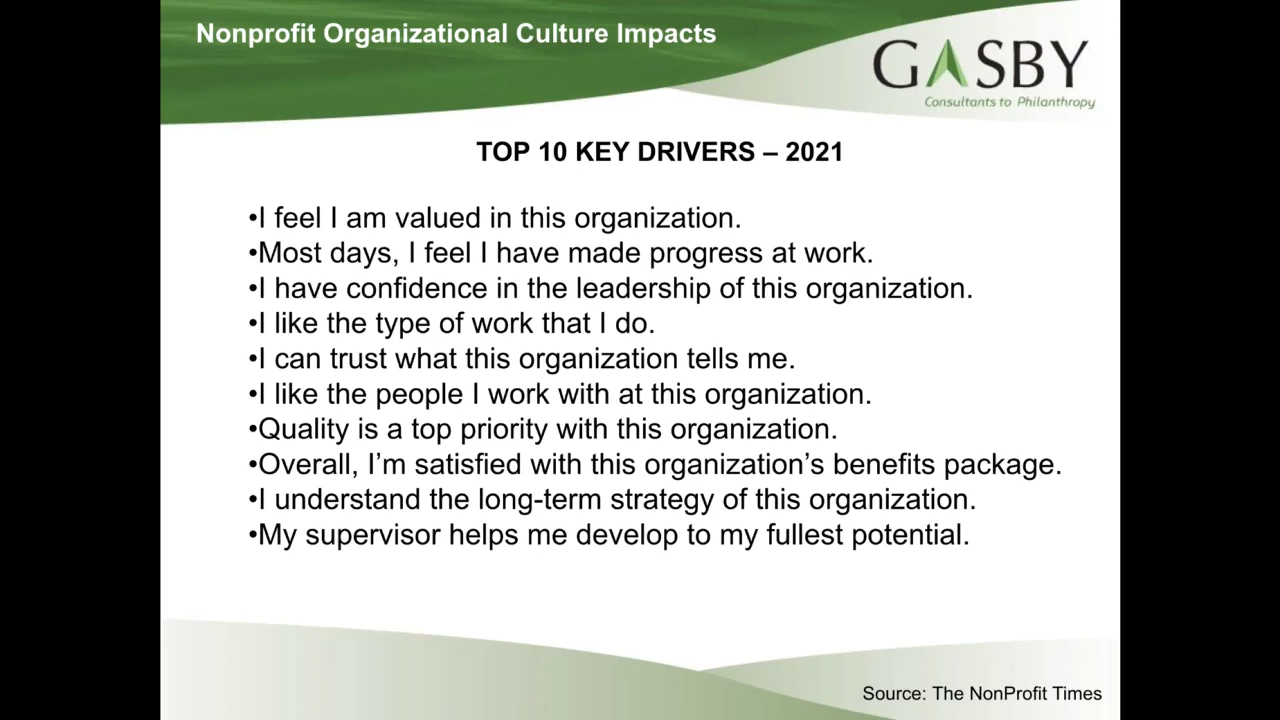 Nonprofit Organizational Culture Impacts
GASBY
Consultants to Philanthropy
TOP 10 KEY DRIVERS – 2021
•I feel I am valued in this organization.
•Most days, I feel I have made progress at work.
•I have confidence in the leadership of this organization.
•I like the type of work that I do.
•I can trust what this organization tells me.
•I like the people I work with at this organization.
•Quality is a top priority with this organization.
•Overall, I’m satisfied with this organization’s benefits package.
•I understand the long-term strategy of this organization.
•My supervisor helps me develop to my fullest potential.
Source: The NonProfit Times